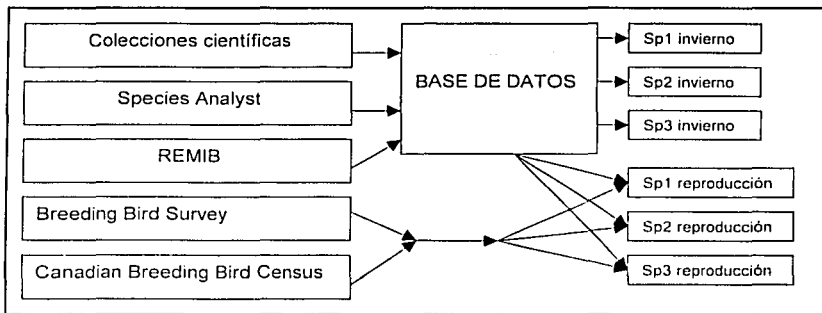 Colecciones científicas
Species Analyst
REMIB
Breeding Bird Survey
Canadian Breeding Bird Census
BASE DE DATOS
Sp1 invierno
Sp2 invierno
Sp3 invierno
Sp1 reproducción
Sp2 reproducción
Sp3 reproducción